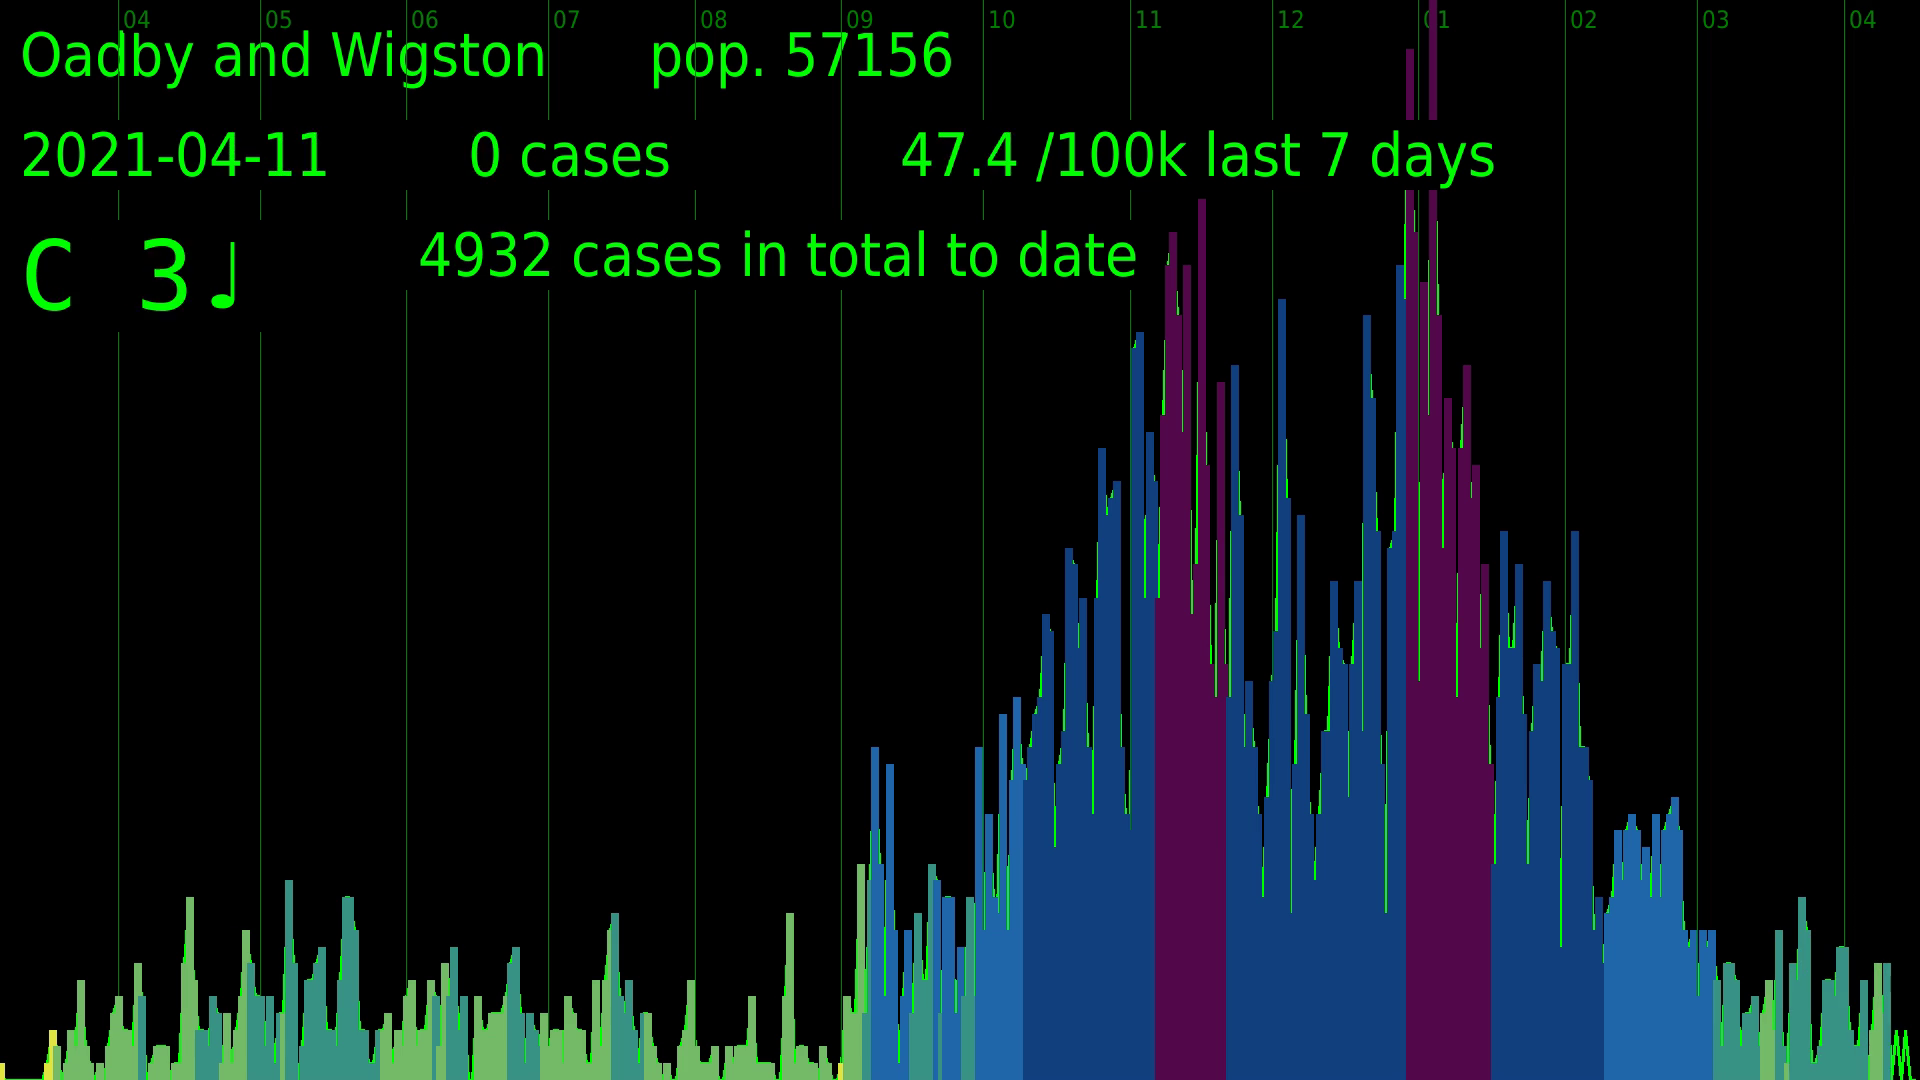 04 05 06 07 08 09 10 11 12 01 02 03 04
Oadby and Wigston pop. 57156
2021-04-11 0 cases 47.4 /100k last 7 days
C 3♩ 4932 cases in total to date